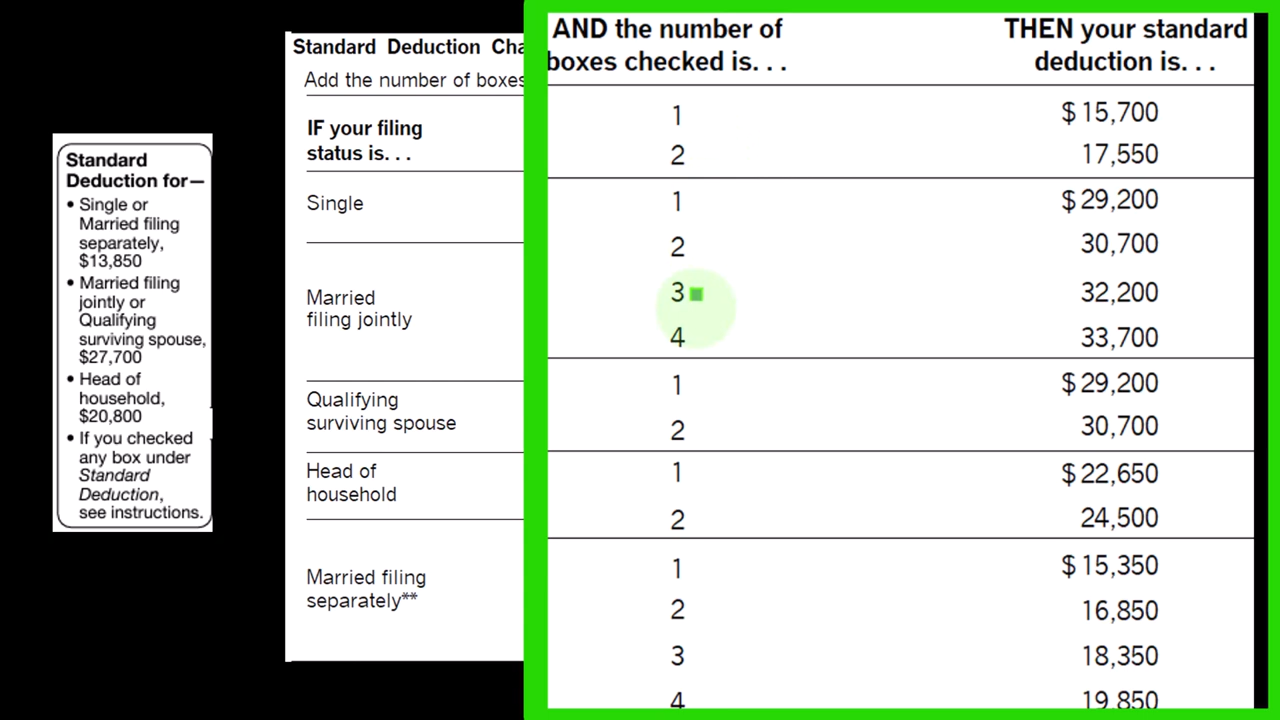 Standard
Deduction for—
• Single or
Married filing
separately,
$13,850
• Married filing
jointly or
Qualifying
surviving spouse,
$27,700
• Head of
household,
$20,800
• If you checked
any box under
Standard
Deduction,
see instructions.
Standard Deduction Cha
Add the number of boxes
IF your filing
status is. . .
Single
Married
filing jointly
Qualifying
surviving spouse
Head of
household
Married filing
separately**
AND the number of
boxes checked is. . .
THEN your standard
deduction is. . .
1 $ 15,700
2 17,550
1 $ 29,200
2 30,700
3 32,200
4 33,700
1 $ 29,200
2 30,700
1 $ 22,650
2 24,500
1 $ 15,350
2 16,850
3 18,350
4 19,850